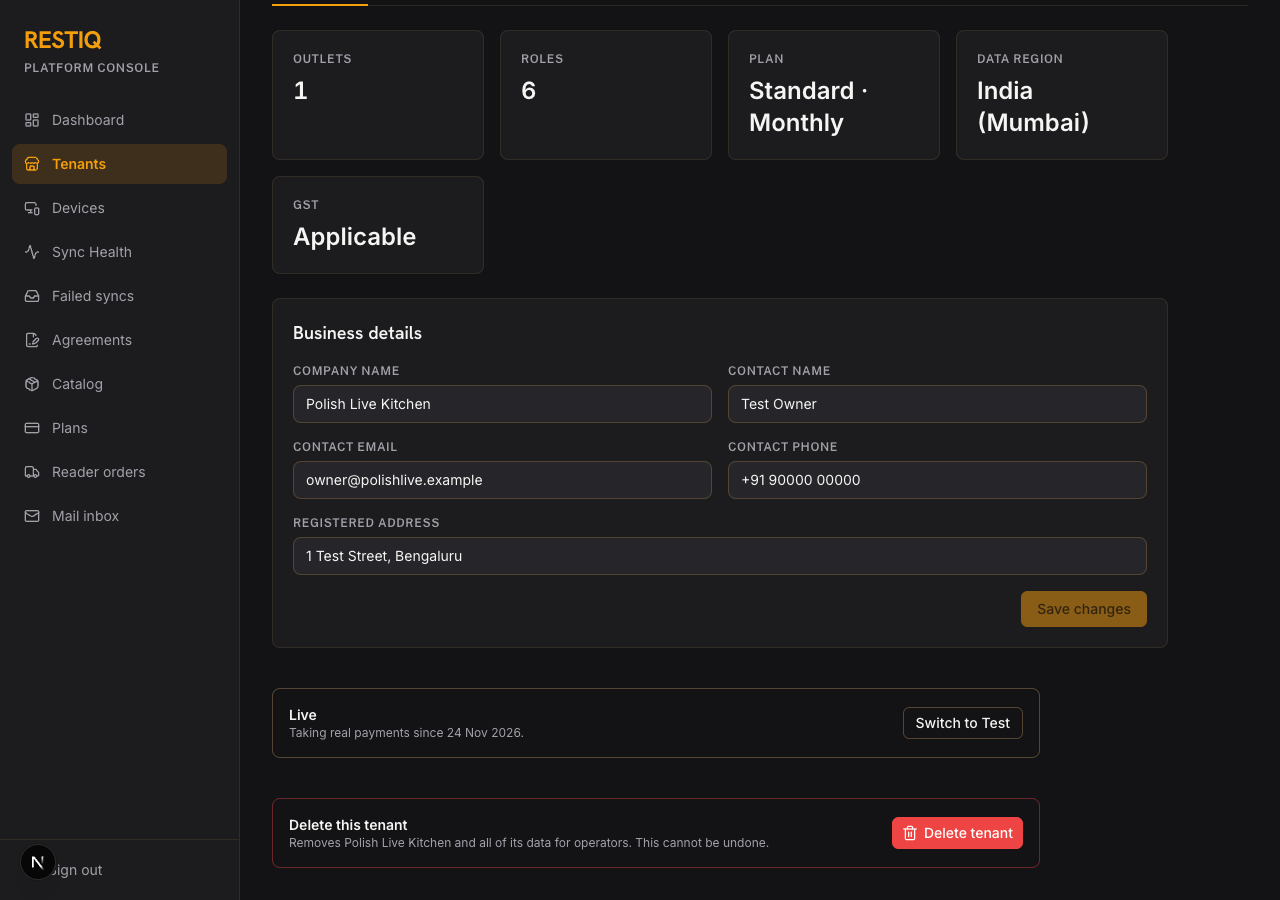 RESTIQ
PLATFORM CONSOLE
Dashboard
Tenants
Devices
Sync Health
Failed syncs
Agreements
Catalog
Plans
Reader orders
Mail inbox
N
ign out
OUTLETS
1
ROLES
6
PLAN
Standard ·
Monthly
DATA REGION
India
(Mumbai)
GST
Applicable
Business details
COMPANY NAME
Polish Live Kitchen
CONTACT NAME
Test Owner
CONTACT EMAIL
owner@polishlive.example
CONTACT PHONE
+91 90000 00000
REGISTERED ADDRESS
1 Test Street, Bengaluru
Save changes
Live
Taking real payments since 24 Nov 2026.
Switch to Test
Delete this tenant
Removes Polish Live Kitchen and all of its data for operators. This cannot be undone.
Delete tenant